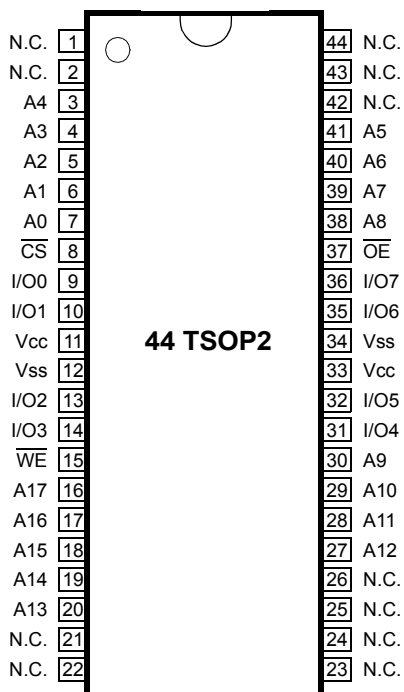 N.C. 1 44 N.C.
N.C. 2 43 N.C.
A4 3 42 N.C.
A3 4 41 A5
A2 5 40 A6
A1 6 39 A7
A0 7 38 A8
C̅S̅ 8 37 O̅E̅
I/O0 9 36 I/O7
I/O1 10 35 I/O6
Vcc 11 44 TSOP2 34 Vss
Vss 12 33 Vcc
I/O2 13 32 I/O5
I/O3 14 31 I/O4
W̅E̅ 15 30 A9
A17 16 29 A10
A16 17 28 A11
A15 18 27 A12
A14 19 26 N.C.
A13 20 25 N.C.
N.C. 21 24 N.C.
N.C. 22 23 N.C.